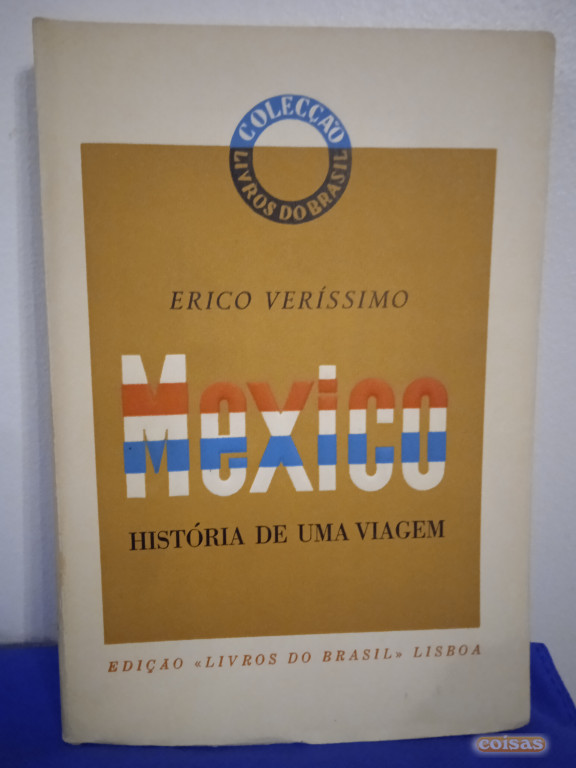 COLECÇÃO
LIVROS DO BRASIL
ERICO VERÍSSIMO
Mexico
HISTÓRIA DE UMA VIAGEM
EDIÇÃO «LIVROS DO BRASIL» LISBOA
coisas